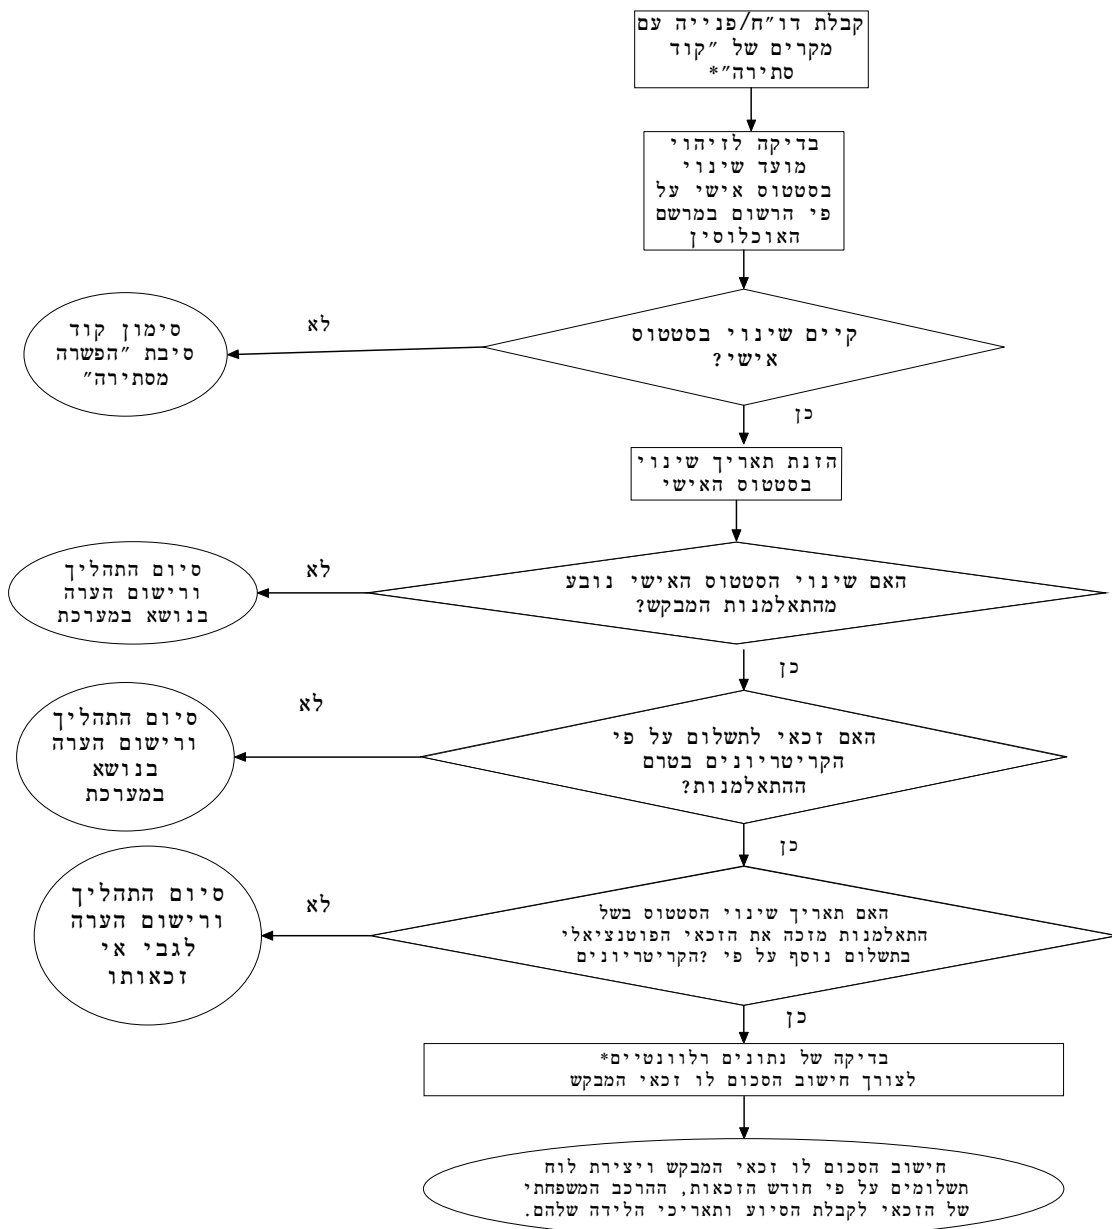 קבלת דו"ח/פנייה עם
מקרים של "קוד
סתירה"*
בדיקה לזיהוי
מועד שינוי
בסטטוס אישי על
פי הרשום במרשם
האוכלוסין
קיים שינוי בסטטוס
אישי?
לא
סימון קוד
סיבת "הפשרה
מסתירה"
כן
הזנת תאריך שינוי
בסטטוס האישי
האם שינוי הסטטוס האישי נובע
מהתאלמנות המבקש?
לא
סיום התהליך
ורישום הערה
בנושא במערכת
כן
האם זכאי לתשלום על פי
הקריטריונים בטרם
ההתאלמנות?
לא
סיום התהליך
ורישום הערה
בנושא
במערכת
כן
האם תאריך שינוי הסטטוס בשל
התאלמנות מזכה את הזכאי הפוטנציאלי
בתשלום נוסף על פי ?הקריטריונים
לא
סיום התהליך
ורישום הערה
לגבי אי
זכאותו
כן
בדיקה של נתונים רלוונטיים*
לצורך חישוב הסכום לו זכאי המבקש
חישוב הסכום לו זכאי המבקש ויצירת לוח
תשלומים על פי חודש הזכאות, ההרכב המשפחתי
של הזכאי לקבלת הסיוע ותאריכי הלידה שלהם.